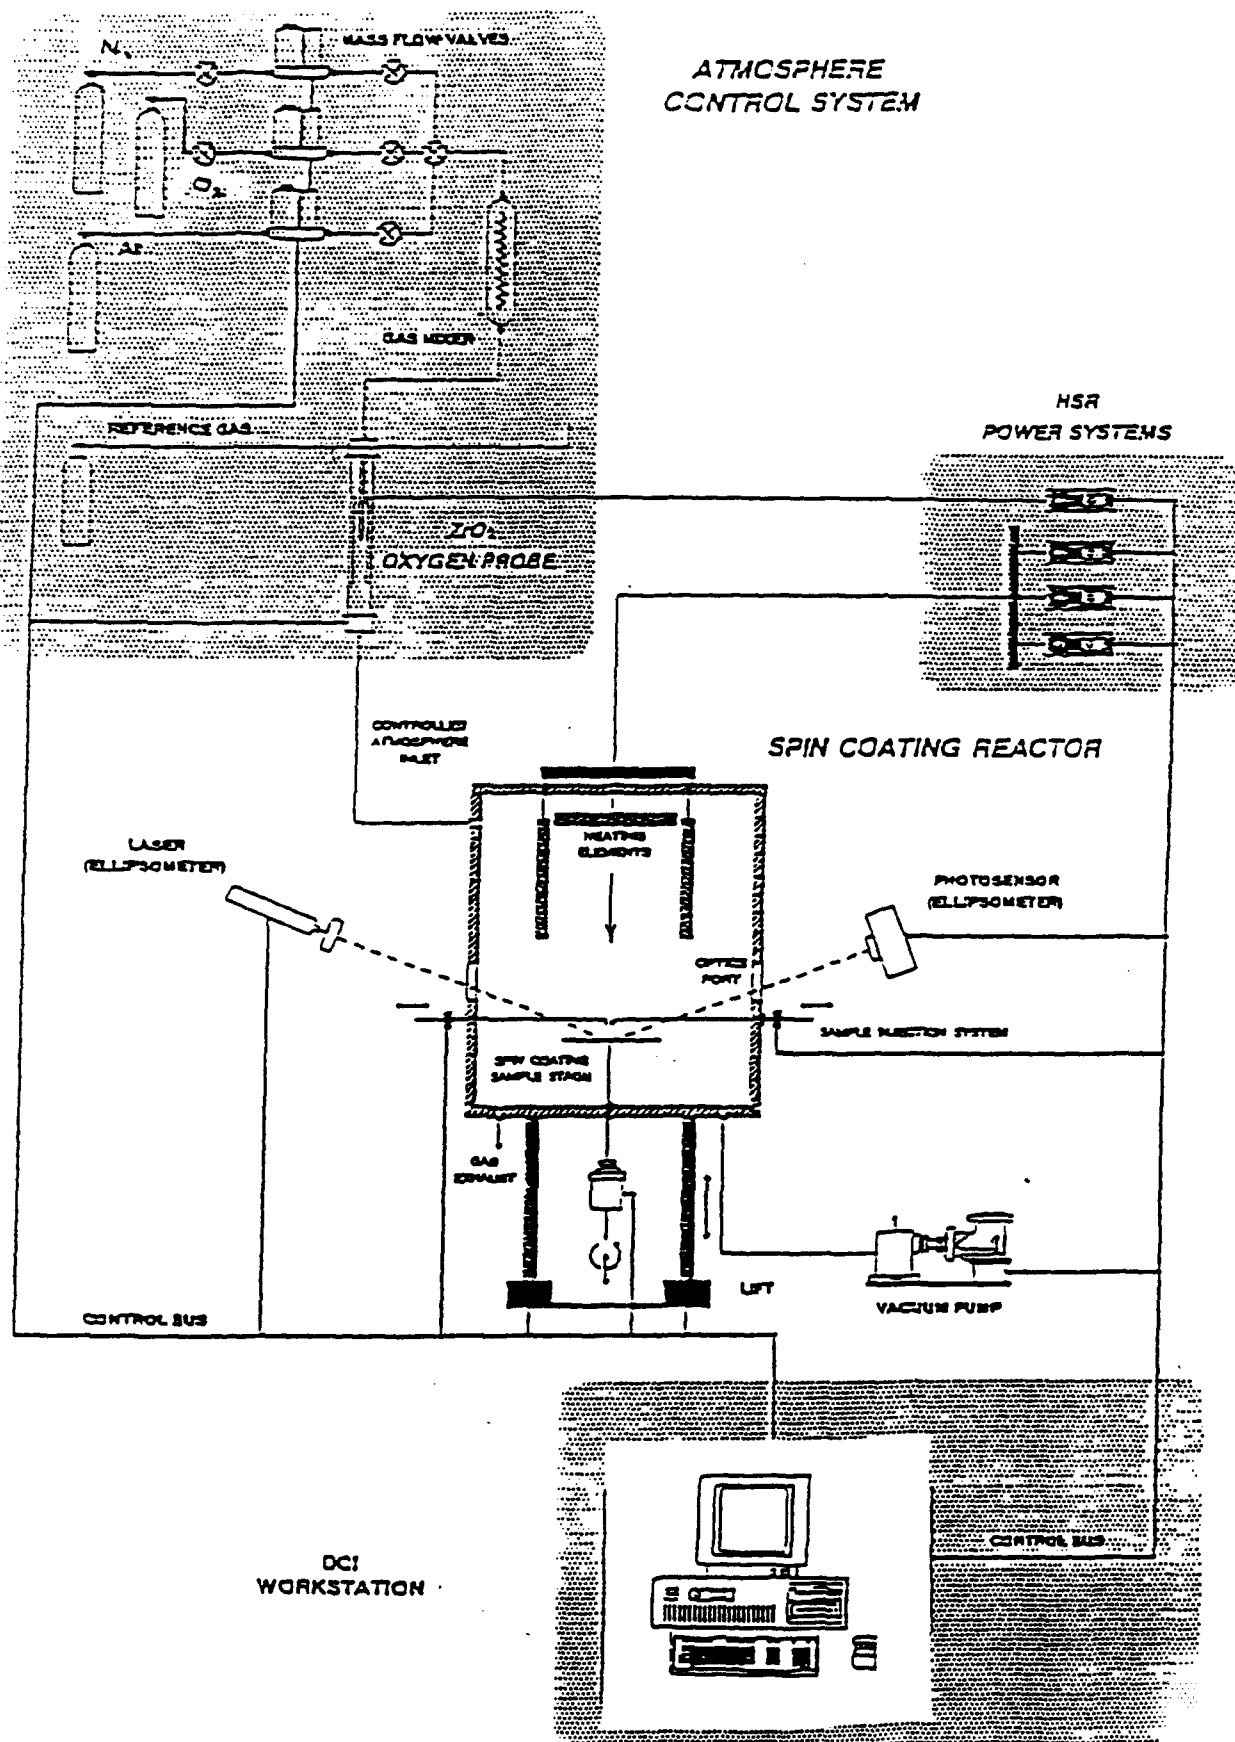 N₂
MASS FLOW VALVES
ATMOSPHERE
CONTROL SYSTEM
O₂
Ar
GAS MIXER
REFERENCE GAS
HSR
POWER SYSTEMS
ZrO₂
OXYGEN PROBE
CONTROLLED
ATMOSPHERE
INLET
SPIN COATING REACTOR
HEATING
ELEMENTS
LASER
(ELLIPSOMETER)
PHOTOSENSOR
(ELLIPSOMETER)
OPTICS
PORT
SAMPLE INJECTION SYSTEM
SPIN COATING
SAMPLE STAGE
GAS
EXHAUST
LIFT
VACUUM PUMP
CONTROL BUS
CONTROL BUS
DCI
WORKSTATION